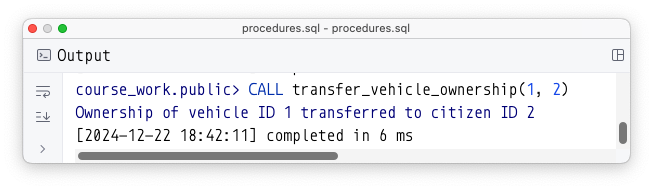 procedures.sql – procedures.sql
Output
course_work.public> CALL transfer_vehicle_ownership(1, 2)
Ownership of vehicle ID 1 transferred to citizen ID 2
[2024-12-22 18:42:11] completed in 6 ms